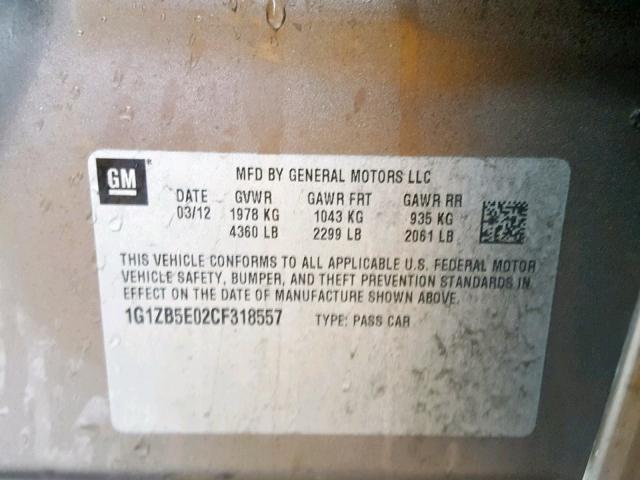 GM
MFD BY GENERAL MOTORS LLC
DATE GVWR GAWR FRT GAWR RR
03/12 1978 KG 1043 KG 935 KG
4360 LB 2299 LB 2061 LB
THIS VEHICLE CONFORMS TO ALL APPLICABLE U.S. FEDERAL MOTOR
VEHICLE SAFETY, BUMPER, AND THEFT PREVENTION STANDARDS IN
EFFECT ON THE DATE OF MANUFACTURE SHOWN ABOVE.
1G1ZB5E02CF318557 TYPE: PASS CAR